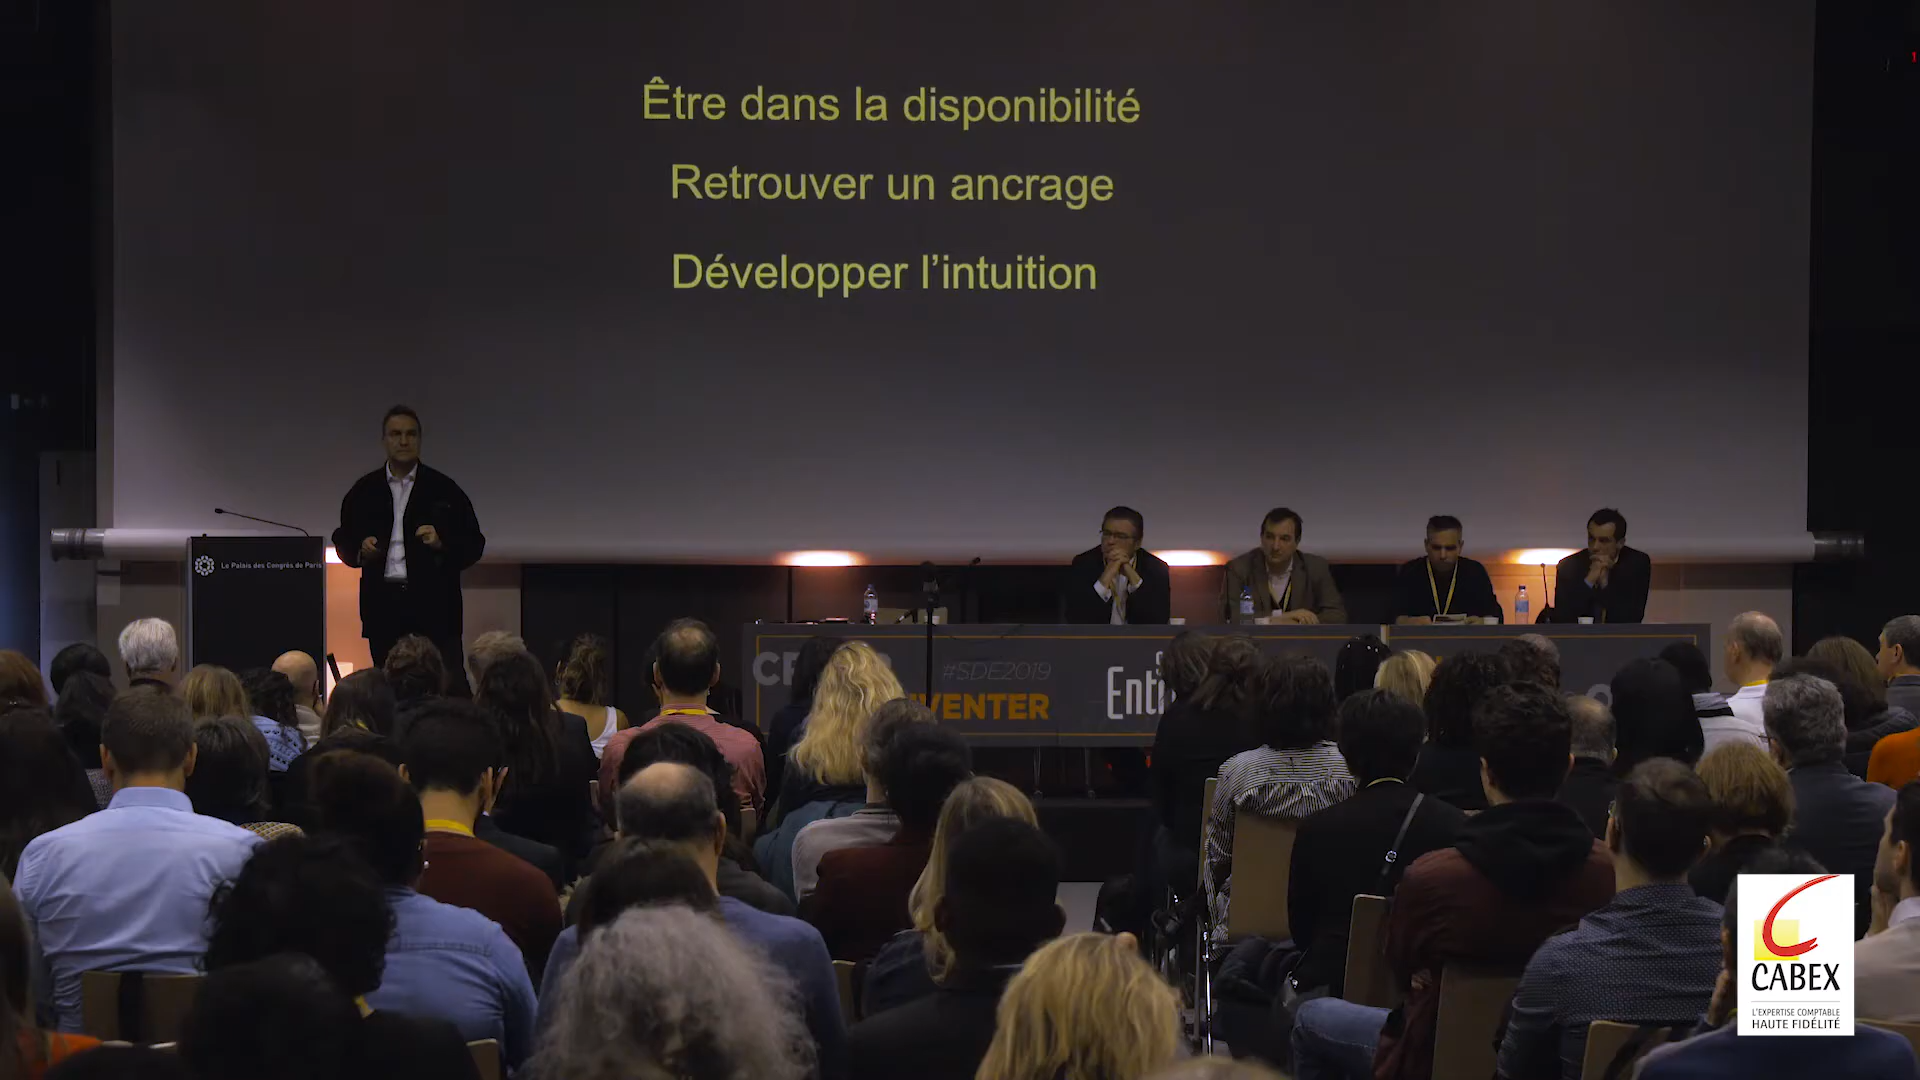 Être dans la disponibilité
Retrouver un ancrage
Développer l’intuition
Le Palais des Congrès de Paris
#SDE2019
CABEX
L'EXPERTISE COMPTABLE
HAUTE FIDÉLITÉ